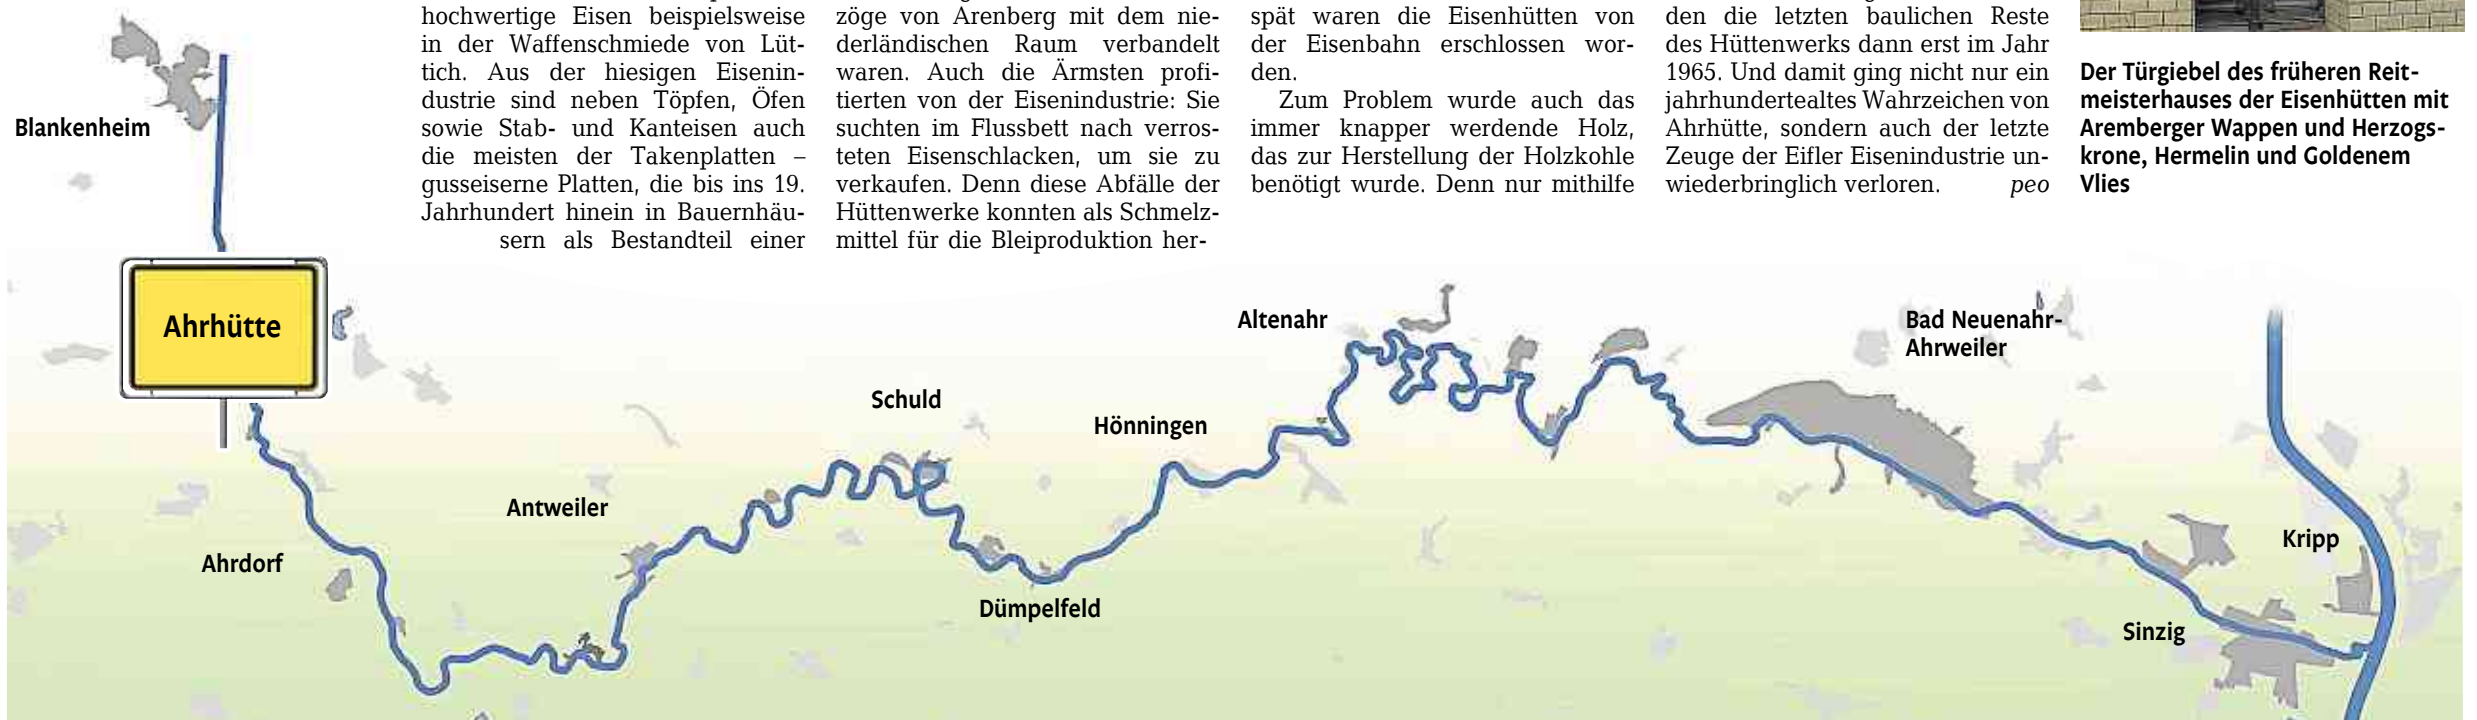 hochwertige Eisen beispielsweise
in der Waffenschmiede von Lüt-
tich. Aus der hiesigen Eisenin-
dustrie sind neben Töpfen, Öfen
sowie Stab- und Kanteisen auch
die meisten der Takenplatten –
gusseiserne Platten, die bis ins 19.
Jahrhundert hinein in Bauernhäu-
sern als Bestandteil einer
zöge von Arenberg mit dem nie-
derländischen Raum verbandelt
waren. Auch die Ärmsten profi-
tierten von der Eisenindustrie: Sie
suchten im Flussbett nach verros-
teten Eisenschlacken, um sie zu
verkaufen. Denn diese Abfälle der
Hüttenwerke konnten als Schmelz-
mittel für die Bleiproduktion her-
spät waren die Eisenhütten von
der Eisenbahn erschlossen wor-
den.
Zum Problem wurde auch das
immer knapper werdende Holz,
das zur Herstellung der Holzkohle
benötigt wurde. Denn nur mithilfe
den die letzten baulichen Reste
des Hüttenwerks dann erst im Jahr
1965. Und damit ging nicht nur ein
jahrhundertealtes Wahrzeichen von
Ahrhütte, sondern auch der letzte
Zeuge der Eifler Eisenindustrie un-
wiederbringlich verloren. peo
Der Türgiebel des früheren Reit-
meisterhauses der Eisenhütten mit
Aremberger Wappen und Herzogs-
krone, Hermelin und Goldenem
Vlies
Blankenheim
Ahrhütte
Ahrdorf
Antweiler
Schuld
Dümpelfeld
Hönningen
Altenahr
Bad Neuenahr-
Ahrweiler
Kripp
Sinzig